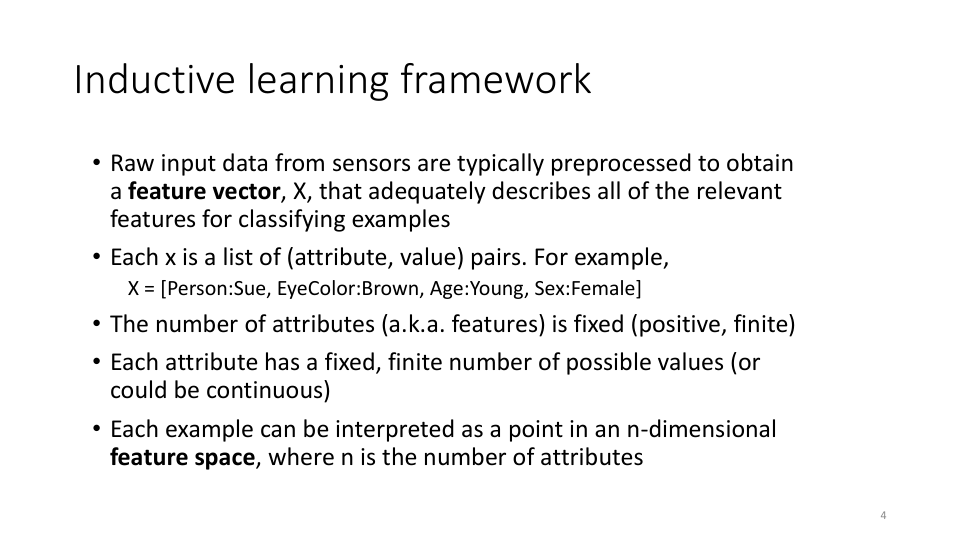 Inductive learning framework
• Raw input data from sensors are typically preprocessed to obtain
a feature vector, X, that adequately describes all of the relevant
features for classifying examples
• Each x is a list of (attribute, value) pairs. For example,
X = [Person:Sue, EyeColor:Brown, Age:Young, Sex:Female]
• The number of attributes (a.k.a. features) is fixed (positive, finite)
• Each attribute has a fixed, finite number of possible values (or
could be continuous)
• Each example can be interpreted as a point in an n-dimensional
feature space, where n is the number of attributes
4